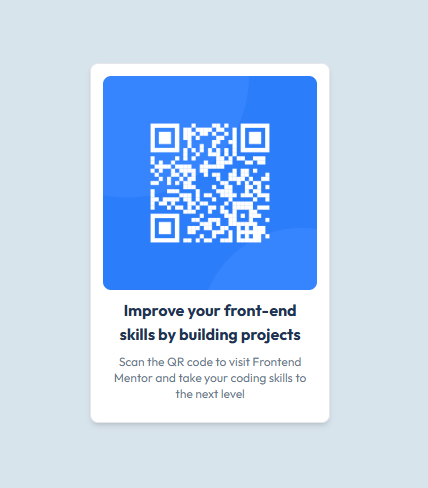 Improve your front-end
skills by building projects
Scan the QR code to visit Frontend
Mentor and take your coding skills to
the next level